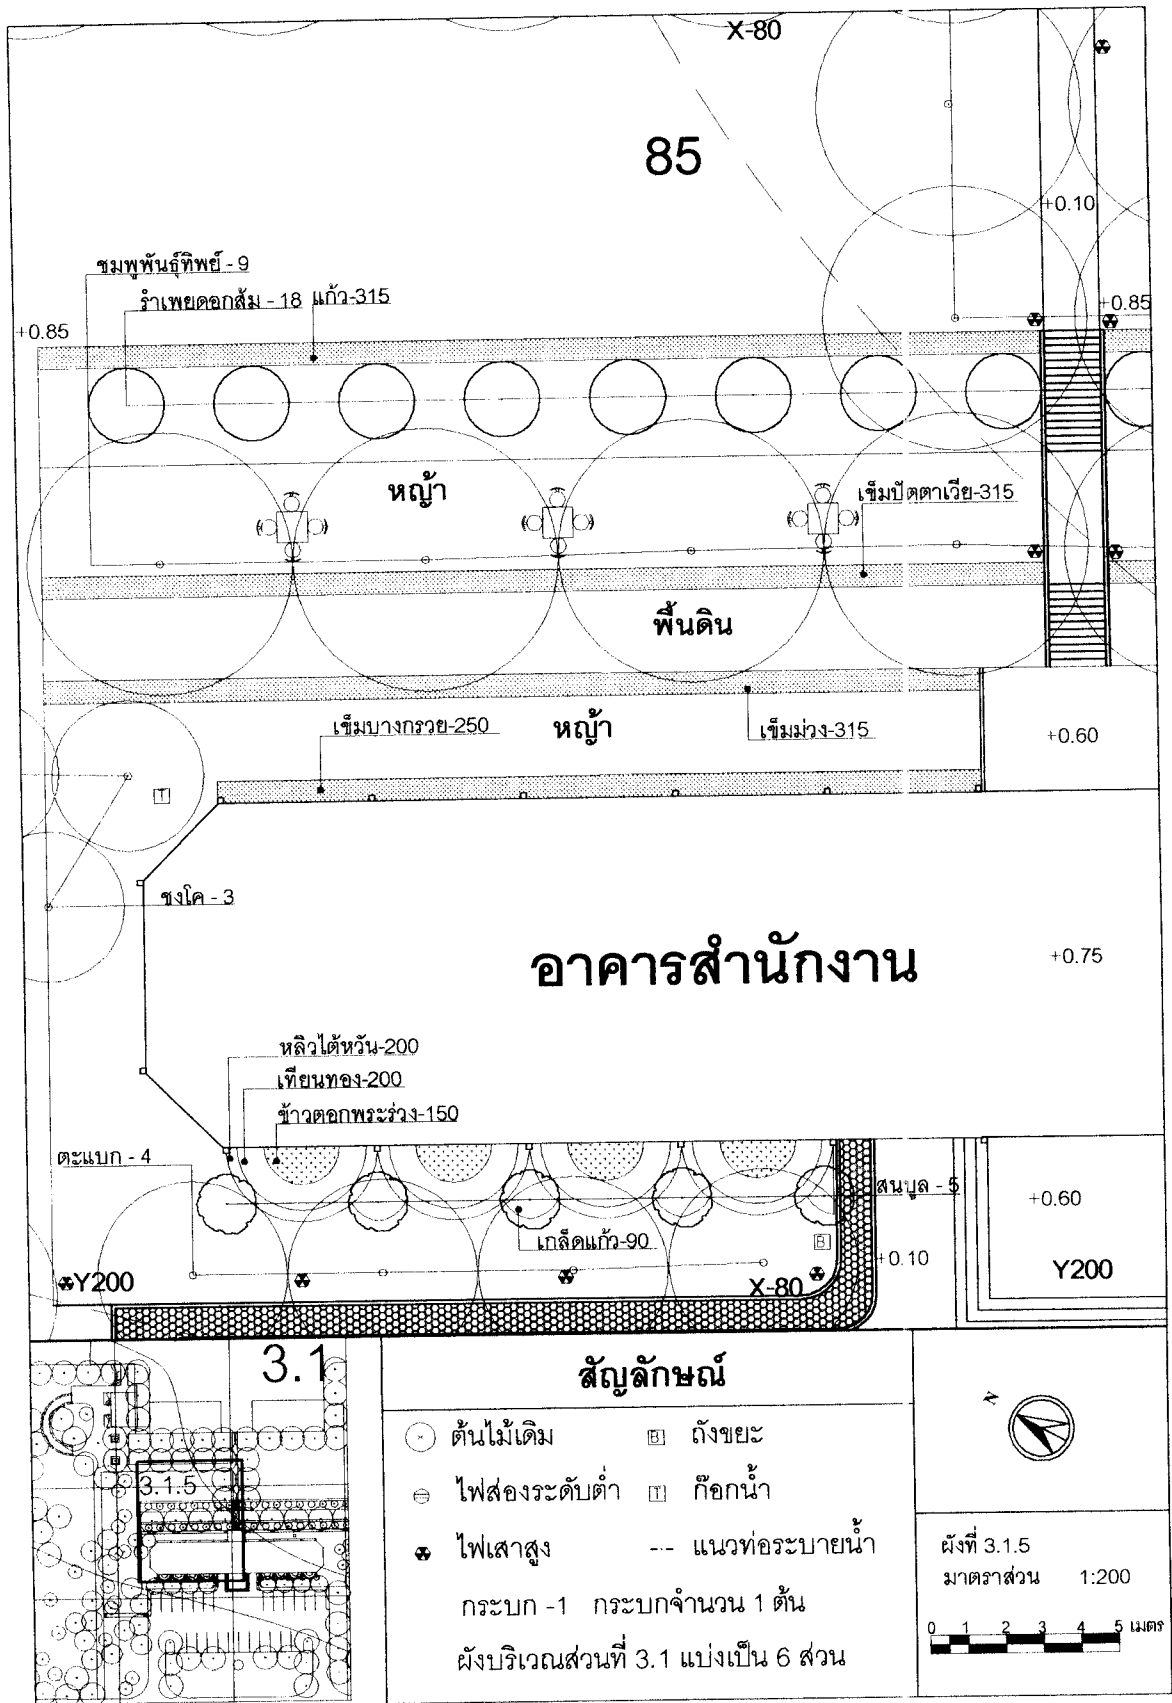 X-80
85
+0.10
ชมพูพันธุ์ทิพย์ - 9
รำเพยดอกส้ม - 18 แก้ว-315
+0.85
+0.85
หญ้า
เข็มปัตตาเวีย-315
พื้นดิน
เข็มบางกรวย-250
หญ้า
เข็มม่วง-315
+0.60
T
ชงโค - 3
อาคารสำนักงาน
+0.75
หลิวไต้หวัน-200
เทียนทอง-200
ข้าวตอกพระร่วง-150
ตะแบก - 4
สนบูล - 5
+0.60
เกล็ดแก้ว-90
B
+0.10
Y200
X-80
Y200
3.1
3.1.5
สัญลักษณ์
ต้นไม้เดิม
B ถังขยะ
ไฟส่องระดับต่ำ
T ก๊อกน้ำ
ไฟเสาสูง
--- แนวท่อระบายน้ำ
กระบก -1 กระบกจำนวน 1 ต้น
ผังบริเวณส่วนที่ 3.1 แบ่งเป็น 6 ส่วน
N
ผังที่ 3.1.5
มาตราส่วน 1:200
0 1 2 3 4 5 เมตร